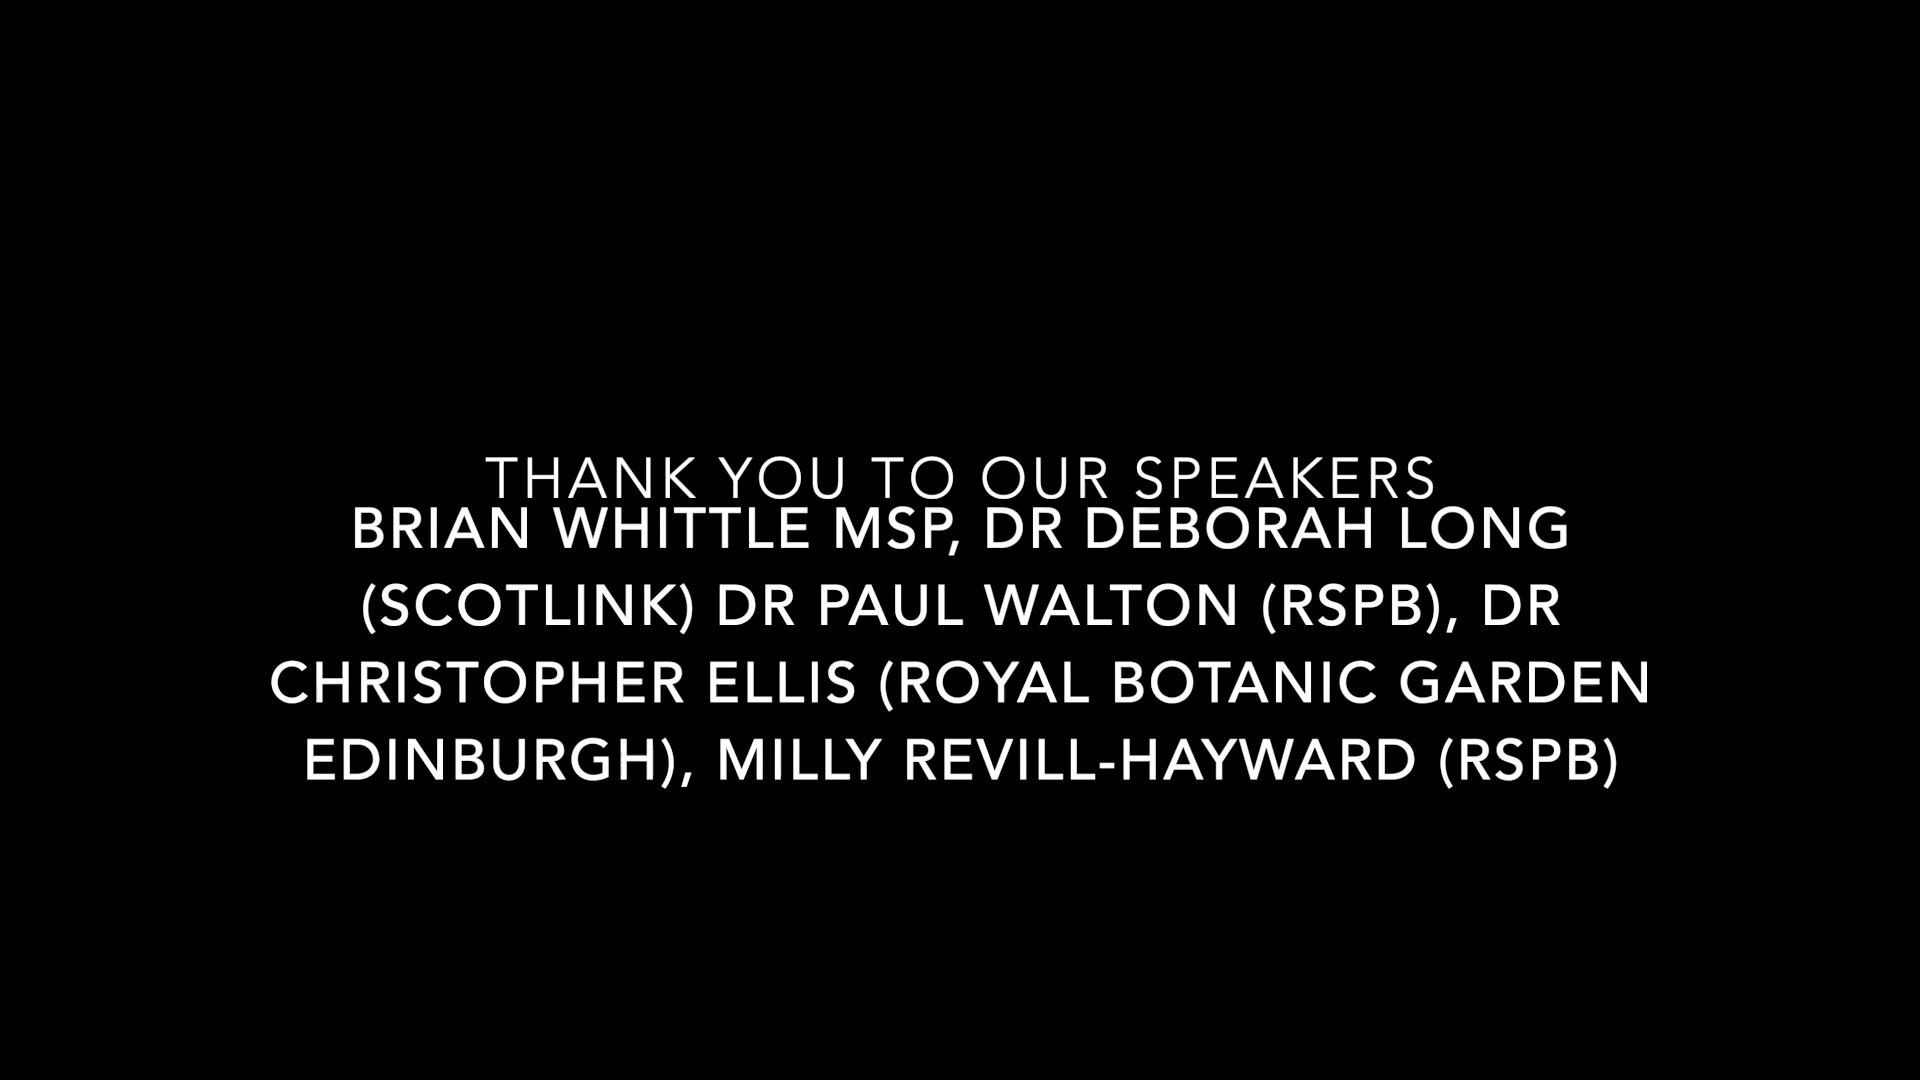 THANK YOU TO OUR SPEAKERS
BRIAN WHITTLE MSP, DR DEBORAH LONG
(SCOTLINK) DR PAUL WALTON (RSPB), DR
CHRISTOPHER ELLIS (ROYAL BOTANIC GARDEN
EDINBURGH), MILLY REVILL-HAYWARD (RSPB)